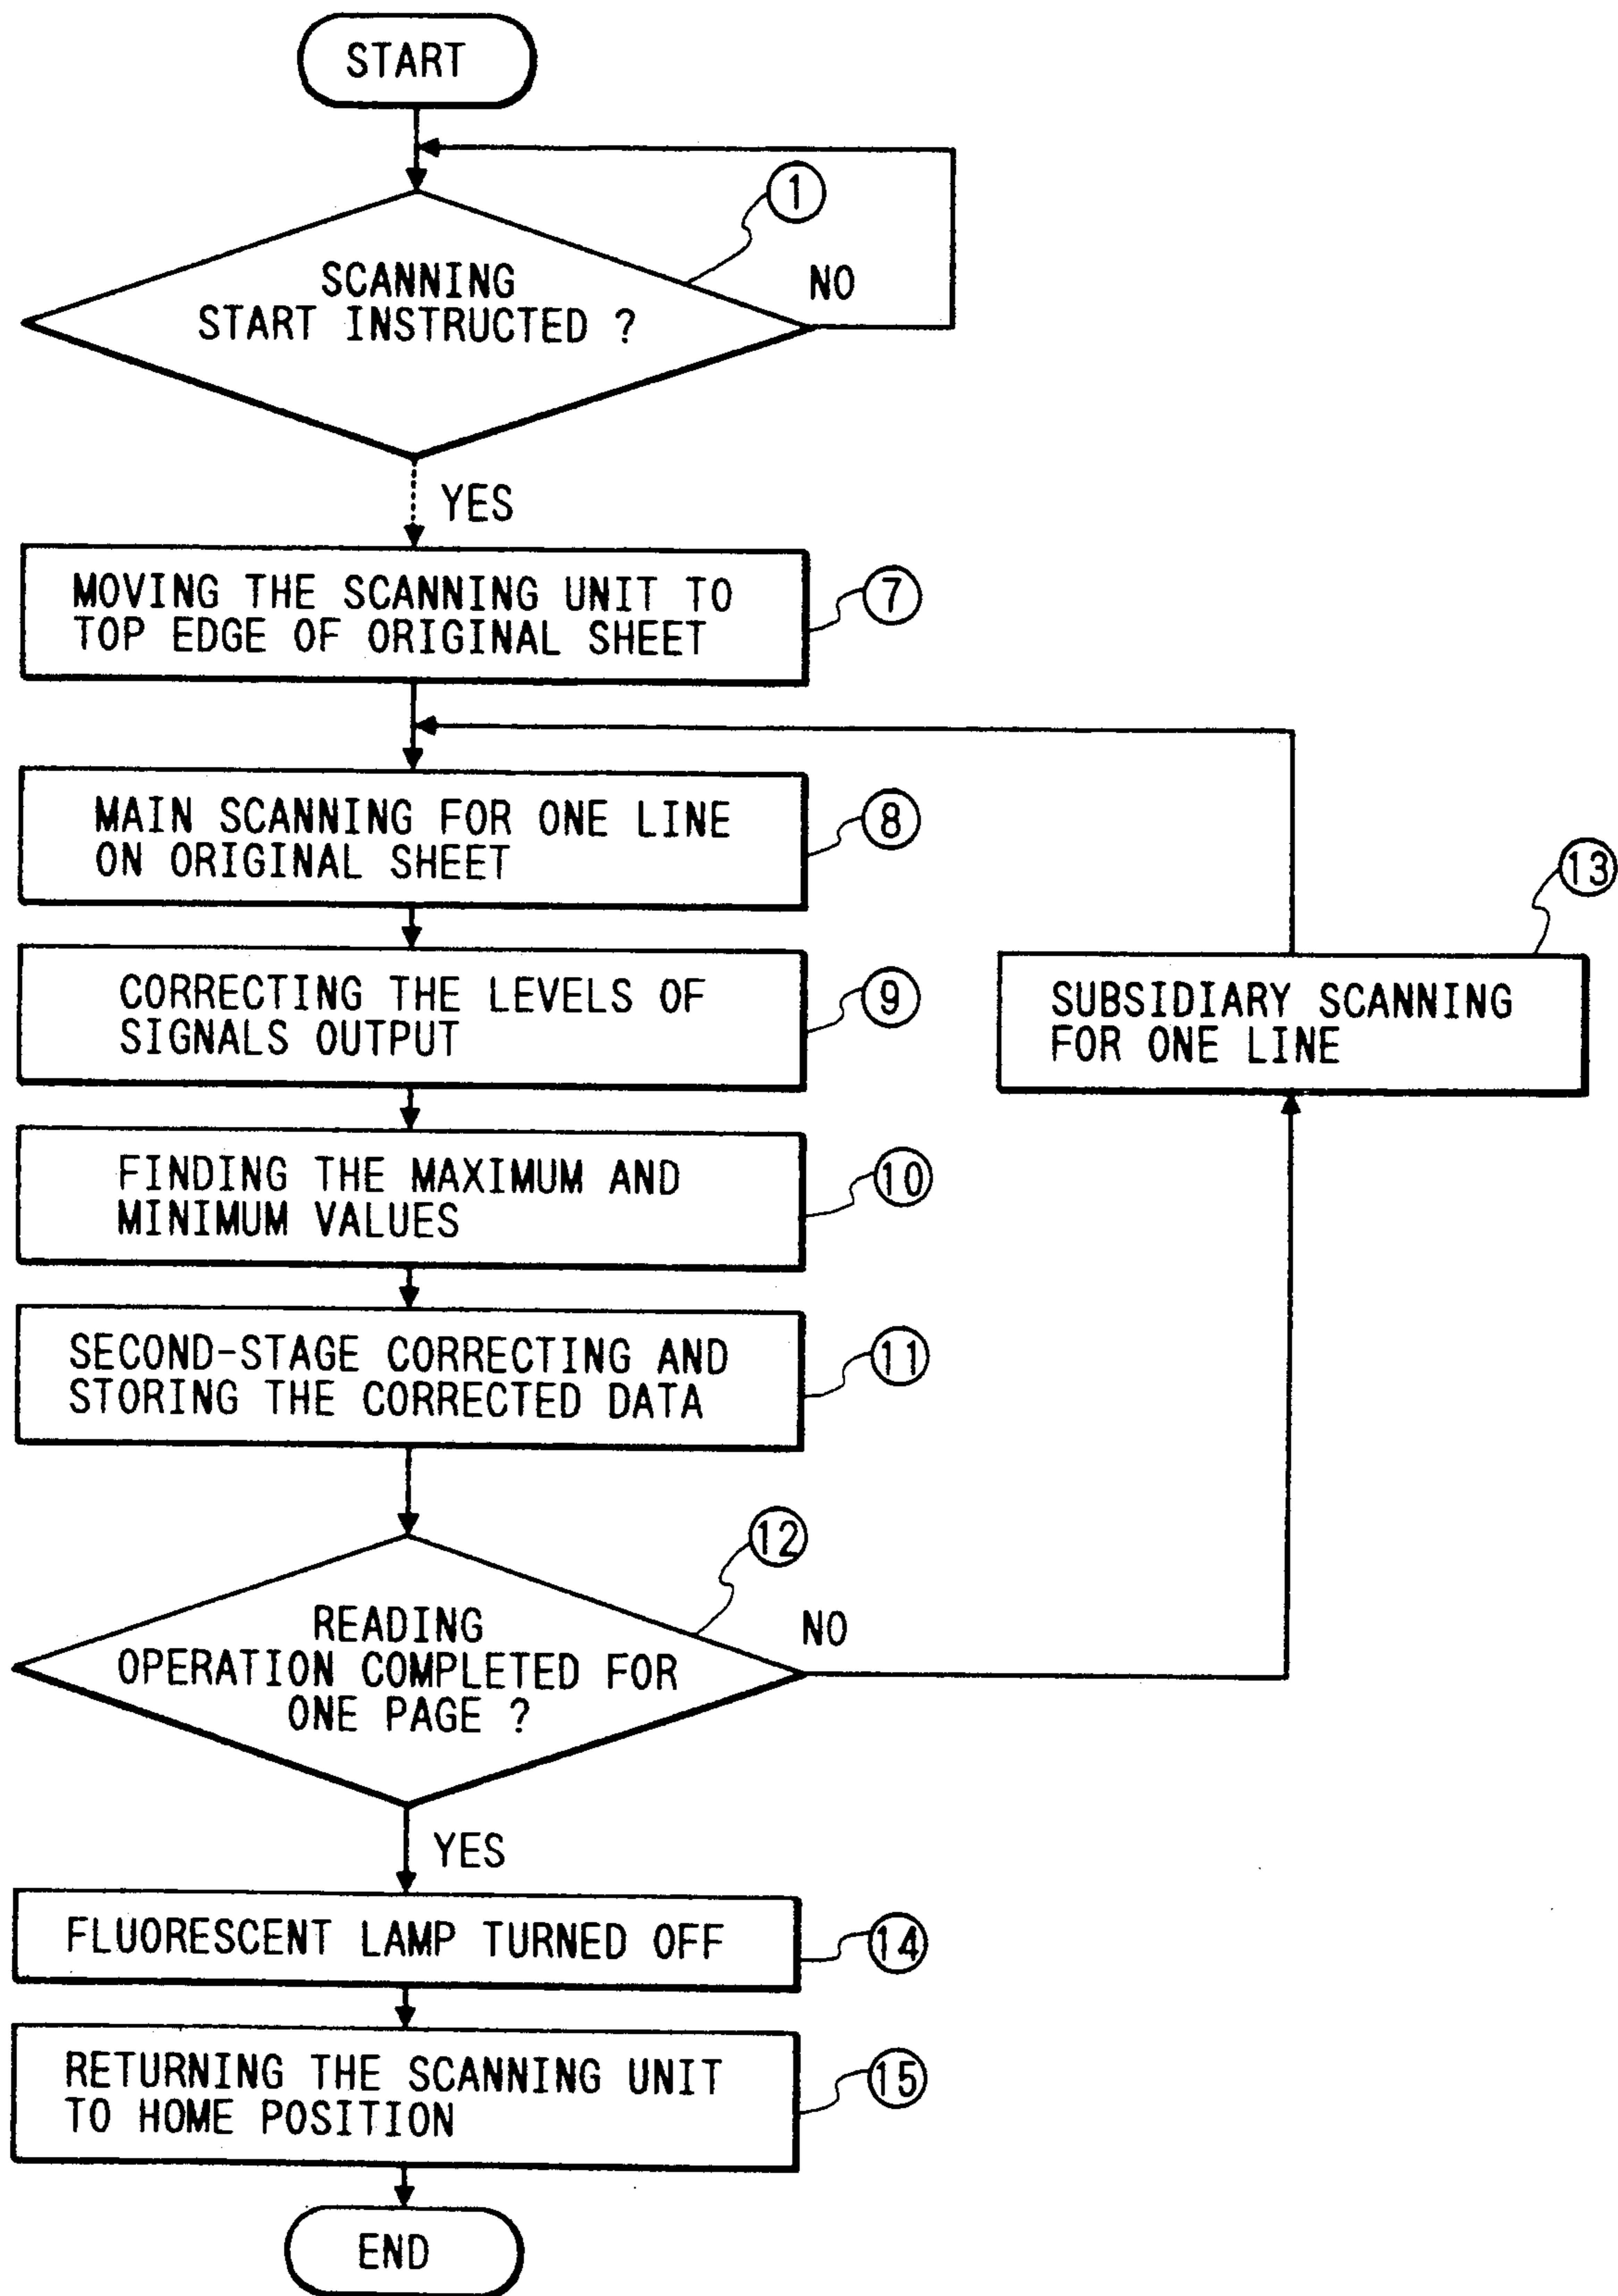 START
1
SCANNING
START INSTRUCTED ?
NO
YES
MOVING THE SCANNING UNIT TO
TOP EDGE OF ORIGINAL SHEET
7
MAIN SCANNING FOR ONE LINE
ON ORIGINAL SHEET
8
13
SUBSIDIARY SCANNING
FOR ONE LINE
CORRECTING THE LEVELS OF
SIGNALS OUTPUT
9
FINDING THE MAXIMUM AND
MINIMUM VALUES
10
SECOND-STAGE CORRECTING AND
STORING THE CORRECTED DATA
11
12
READING
OPERATION COMPLETED FOR
ONE PAGE ?
NO
YES
FLUORESCENT LAMP TURNED OFF
14
RETURNING THE SCANNING UNIT
TO HOME POSITION
15
END